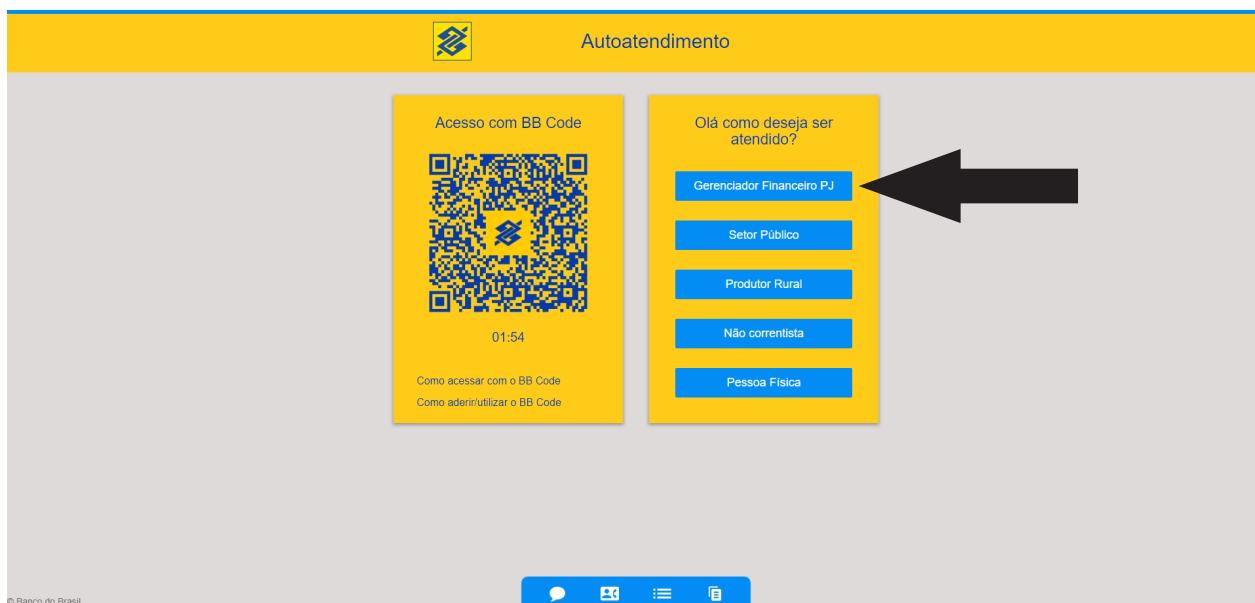 Autoatendimento
Acesso com BB Code
01:54
Como acessar com o BB Code
Como aderir/utilizar o BB Code
Olá como deseja ser
atendido?
Gerenciador Financeiro PJ
Setor Público
Produtor Rural
Não correntista
Pessoa Física
© Banco do Brasil